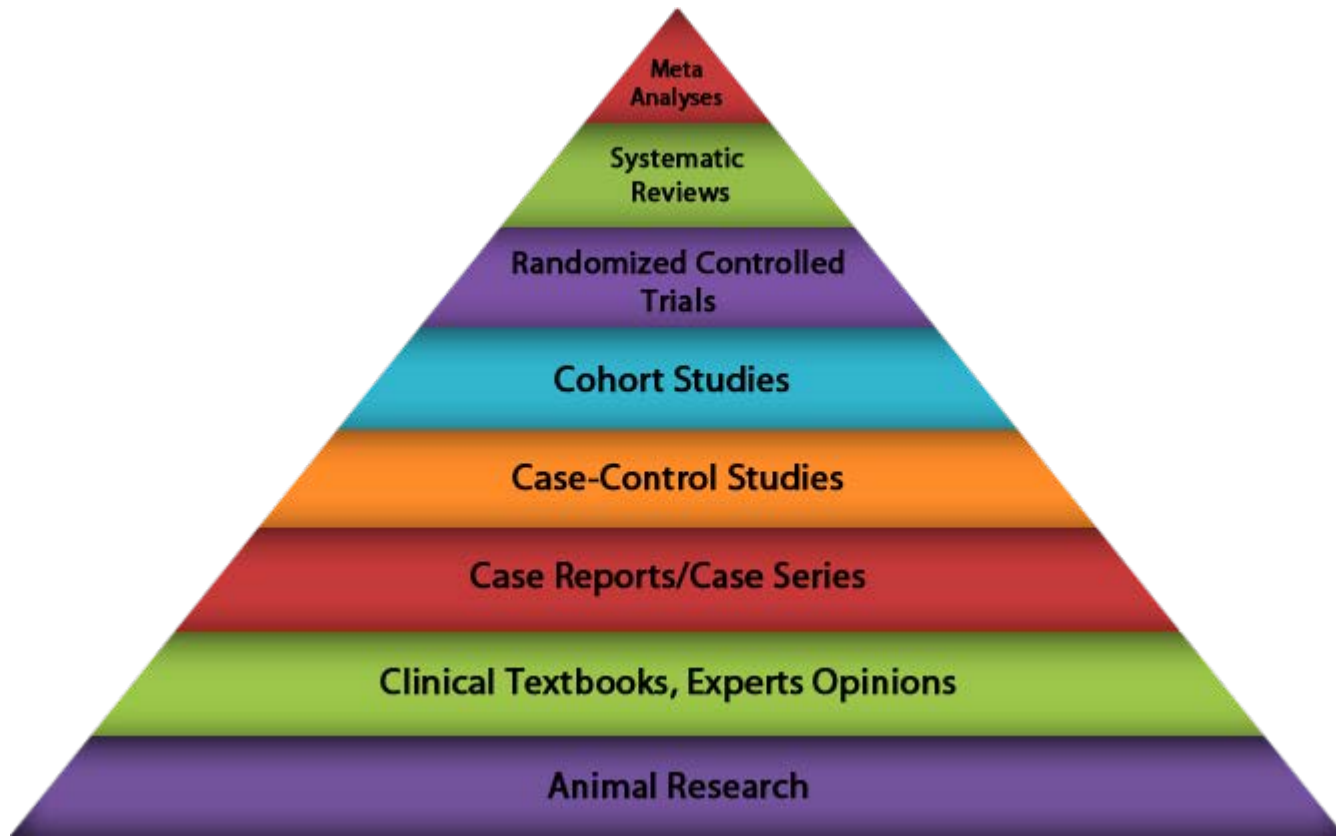 Meta
Analyses
Systematic
Reviews
Randomized Controlled
Trials
Cohort Studies
Case-Control Studies
Case Reports/Case Series
Clinical Textbooks, Experts Opinions
Animal Research